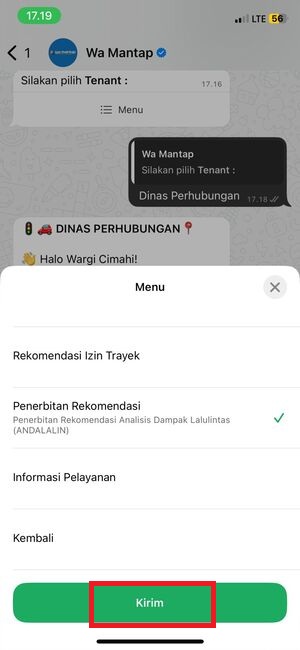 17.19
LTE 56
1
Wa Mantap
Silakan pilih Tenant :
17.16
Menu
Wa Mantap
Silakan pilih Tenant :
Dinas Perhubungan 17.18
🚦🚗 DINAS PERHUBUNGAN📍
👋 Halo Wargi Cimahi!
Menu
Rekomendasi Izin Trayek
Penerbitan Rekomendasi
Penerbitan Rekomendasi Analisis Dampak Lalulintas
(ANDALALIN)
Informasi Pelayanan
Kembali
Kirim